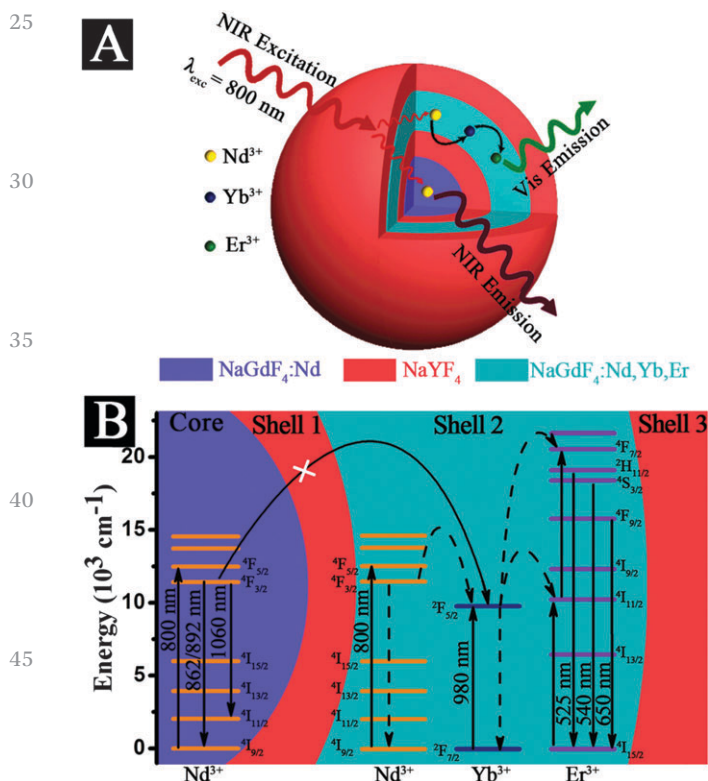 25
30
35
40
45
A
NIR Excitation
λexc = 800 nm
Nd³⁺
Yb³⁺
Er³⁺
Vis Emission
NIR Emission
NaGdF₄:Nd
NaYF₄
NaGdF₄:Nd,Yb,Er
B
Core
Shell 1
Shell 2
Shell 3
Energy (10³ cm⁻¹)
20
15
10
5
0
800 nm
862/892 nm
1060 nm
⁴F₅/₂
⁴F₃/₂
⁴I₁₅/₂
⁴I₁₃/₂
⁴I₁₁/₂
⁴I₉/₂
Nd³⁺
800 nm
⁴F₅/₂
⁴F₃/₂
⁴I₁₅/₂
⁴I₁₃/₂
⁴I₁₁/₂
⁴I₉/₂
Nd³⁺
980 nm
²F₅/₂
²F₇/₂
Yb³⁺
525 nm
540 nm
650 nm
⁴F₇/₂
²H₁₁/₂
⁴S₃/₂
⁴F₉/₂
⁴I₉/₂
⁴I₁₁/₂
⁴I₁₃/₂
⁴I₁₅/₂
Er³⁺